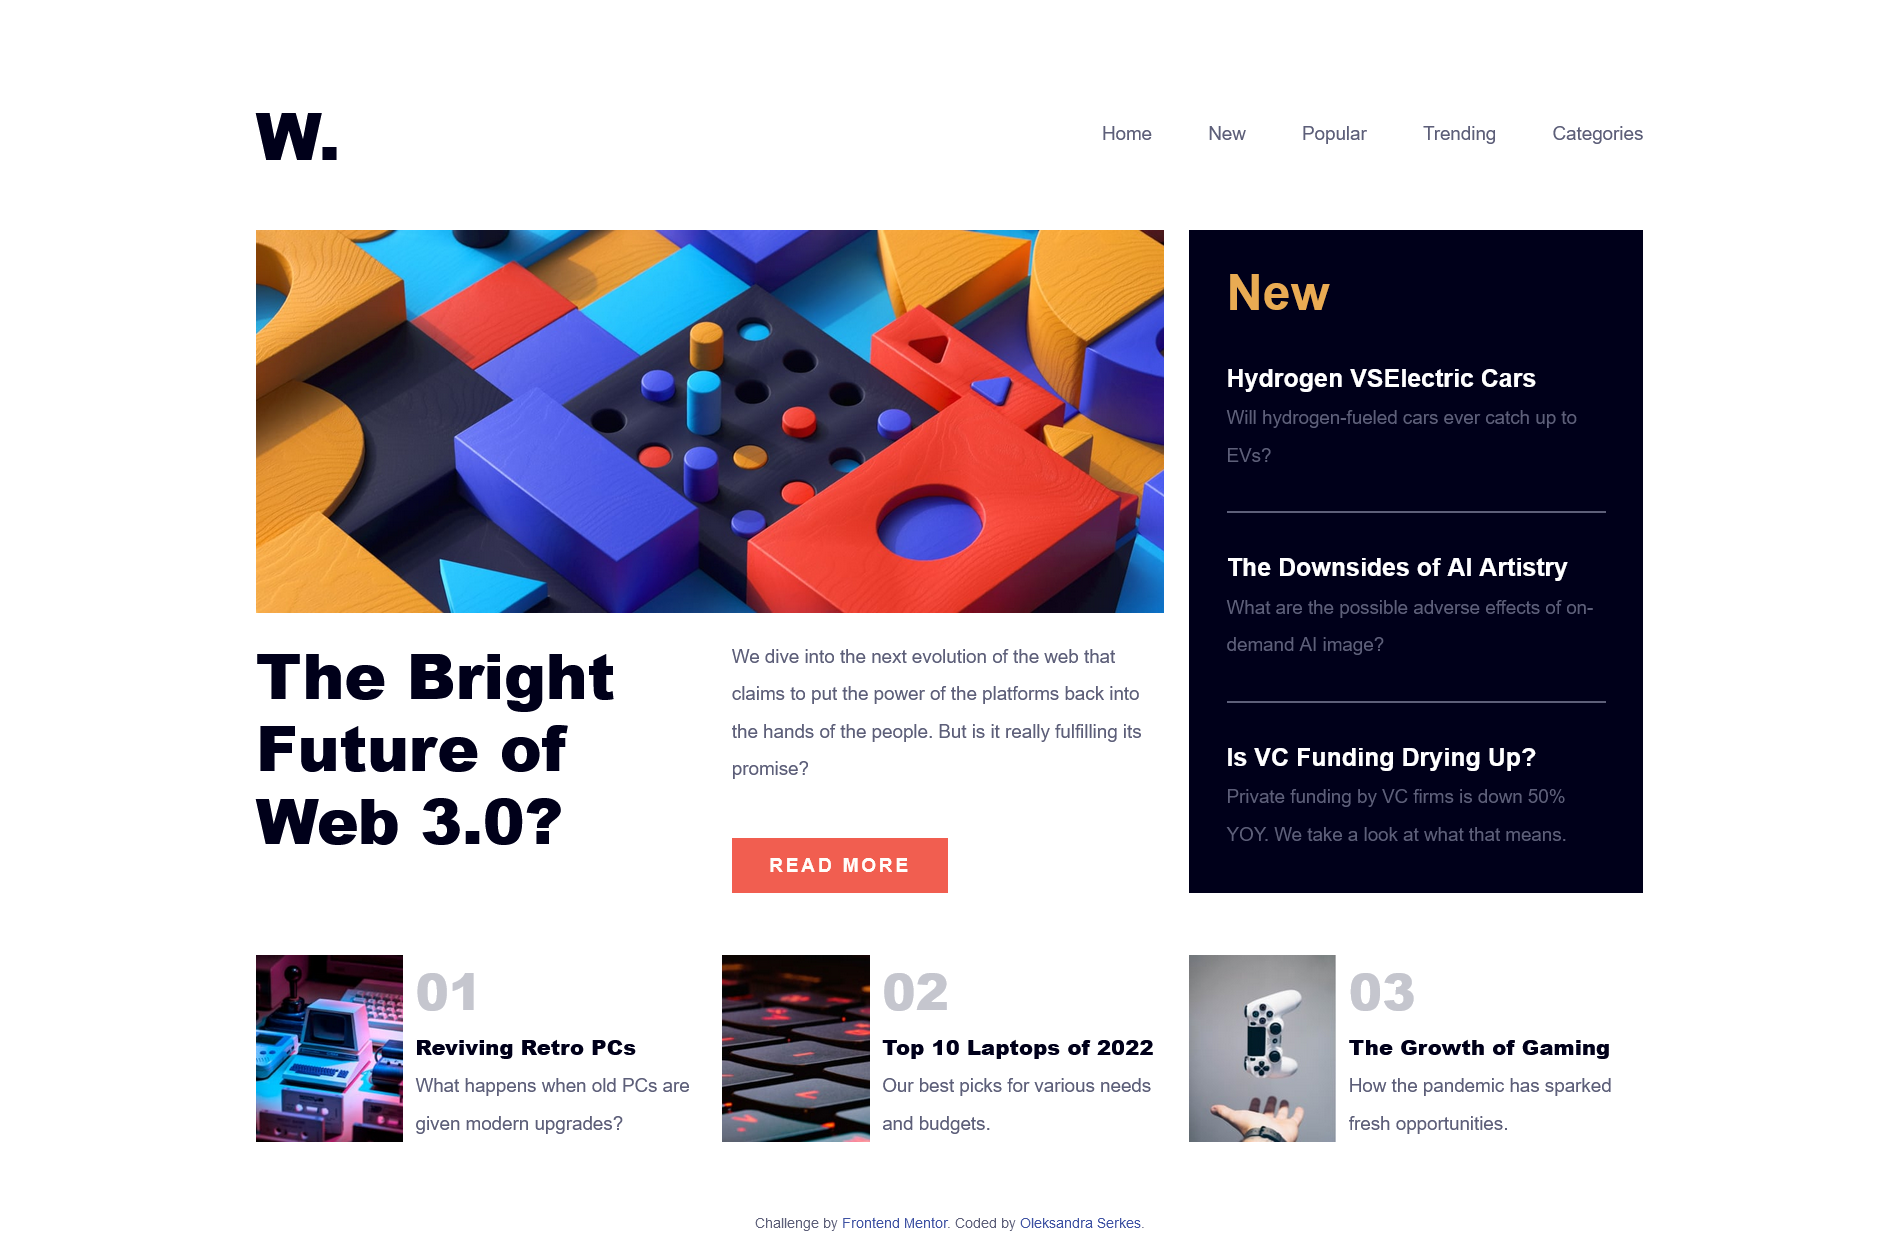 W.
Home New Popular Trending Categories
The Bright
Future of
Web 3.0?
We dive into the next evolution of the web that
claims to put the power of the platforms back into
the hands of the people. But is it really fulfilling its
promise?
READ MORE
New
Hydrogen VSElectric Cars
Will hydrogen-fueled cars ever catch up to
EVs?
The Downsides of AI Artistry
What are the possible adverse effects of on-
demand AI image?
Is VC Funding Drying Up?
Private funding by VC firms is down 50%
YOY. We take a look at what that means.
01
Reviving Retro PCs
What happens when old PCs are
given modern upgrades?
02
Top 10 Laptops of 2022
Our best picks for various needs
and budgets.
03
The Growth of Gaming
How the pandemic has sparked
fresh opportunities.
Challenge by Frontend Mentor. Coded by Oleksandra Serkes.